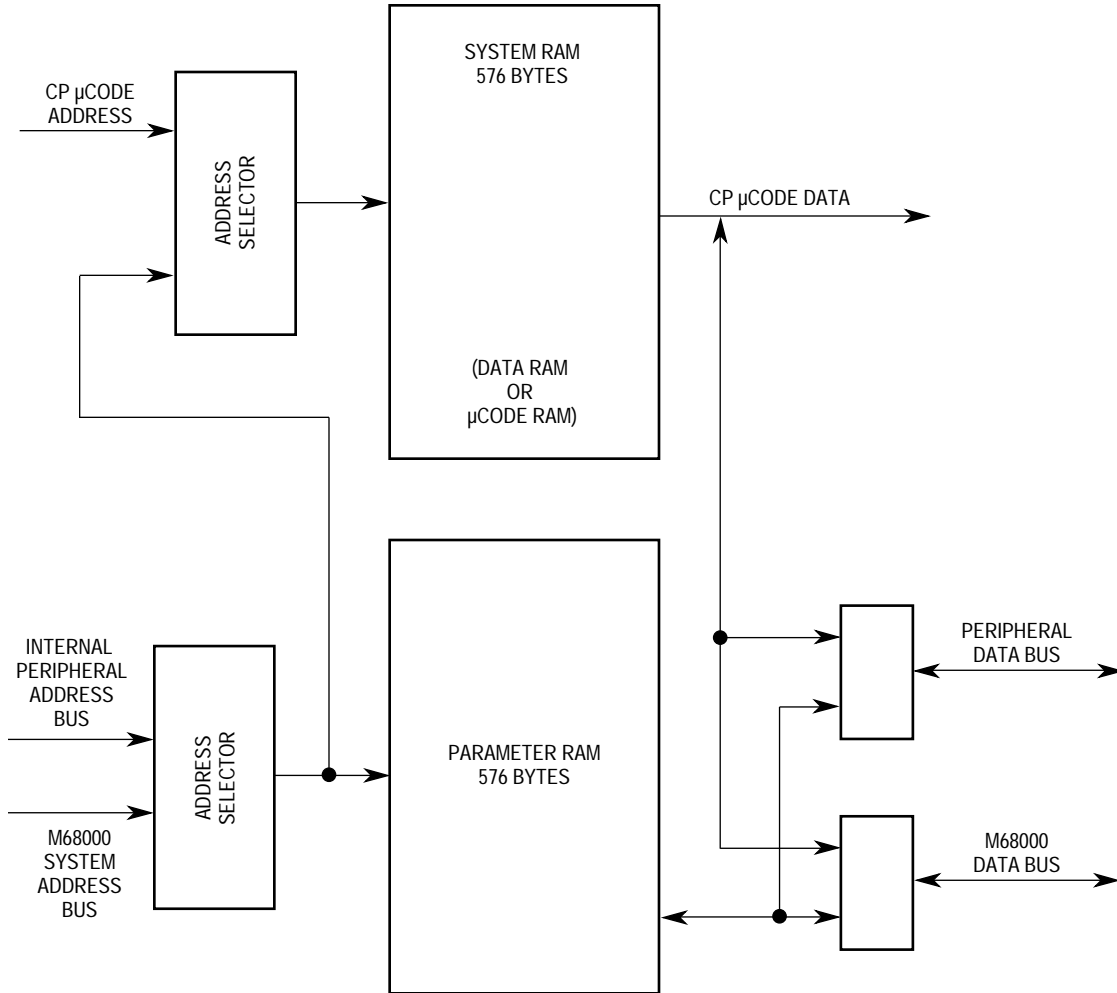 SYSTEM RAM
576 BYTES
CP µCODE
ADDRESS
ADDRESS
SELECTOR
CP µCODE DATA
(DATA RAM
OR
µCODE RAM)
INTERNAL
PERIPHERAL
ADDRESS
BUS
ADDRESS
SELECTOR
M68000
SYSTEM
ADDRESS
BUS
PARAMETER RAM
576 BYTES
PERIPHERAL
DATA BUS
M68000
DATA BUS